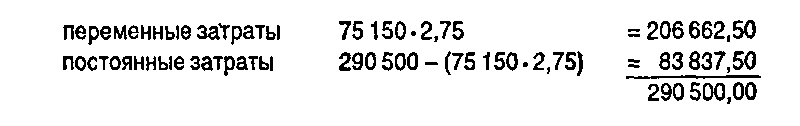 переменные затраты 75 150 • 2,75 = 206 662,50
постоянные затраты 290 500 – (75 150 • 2,75) = 83 837,50
290 500,00